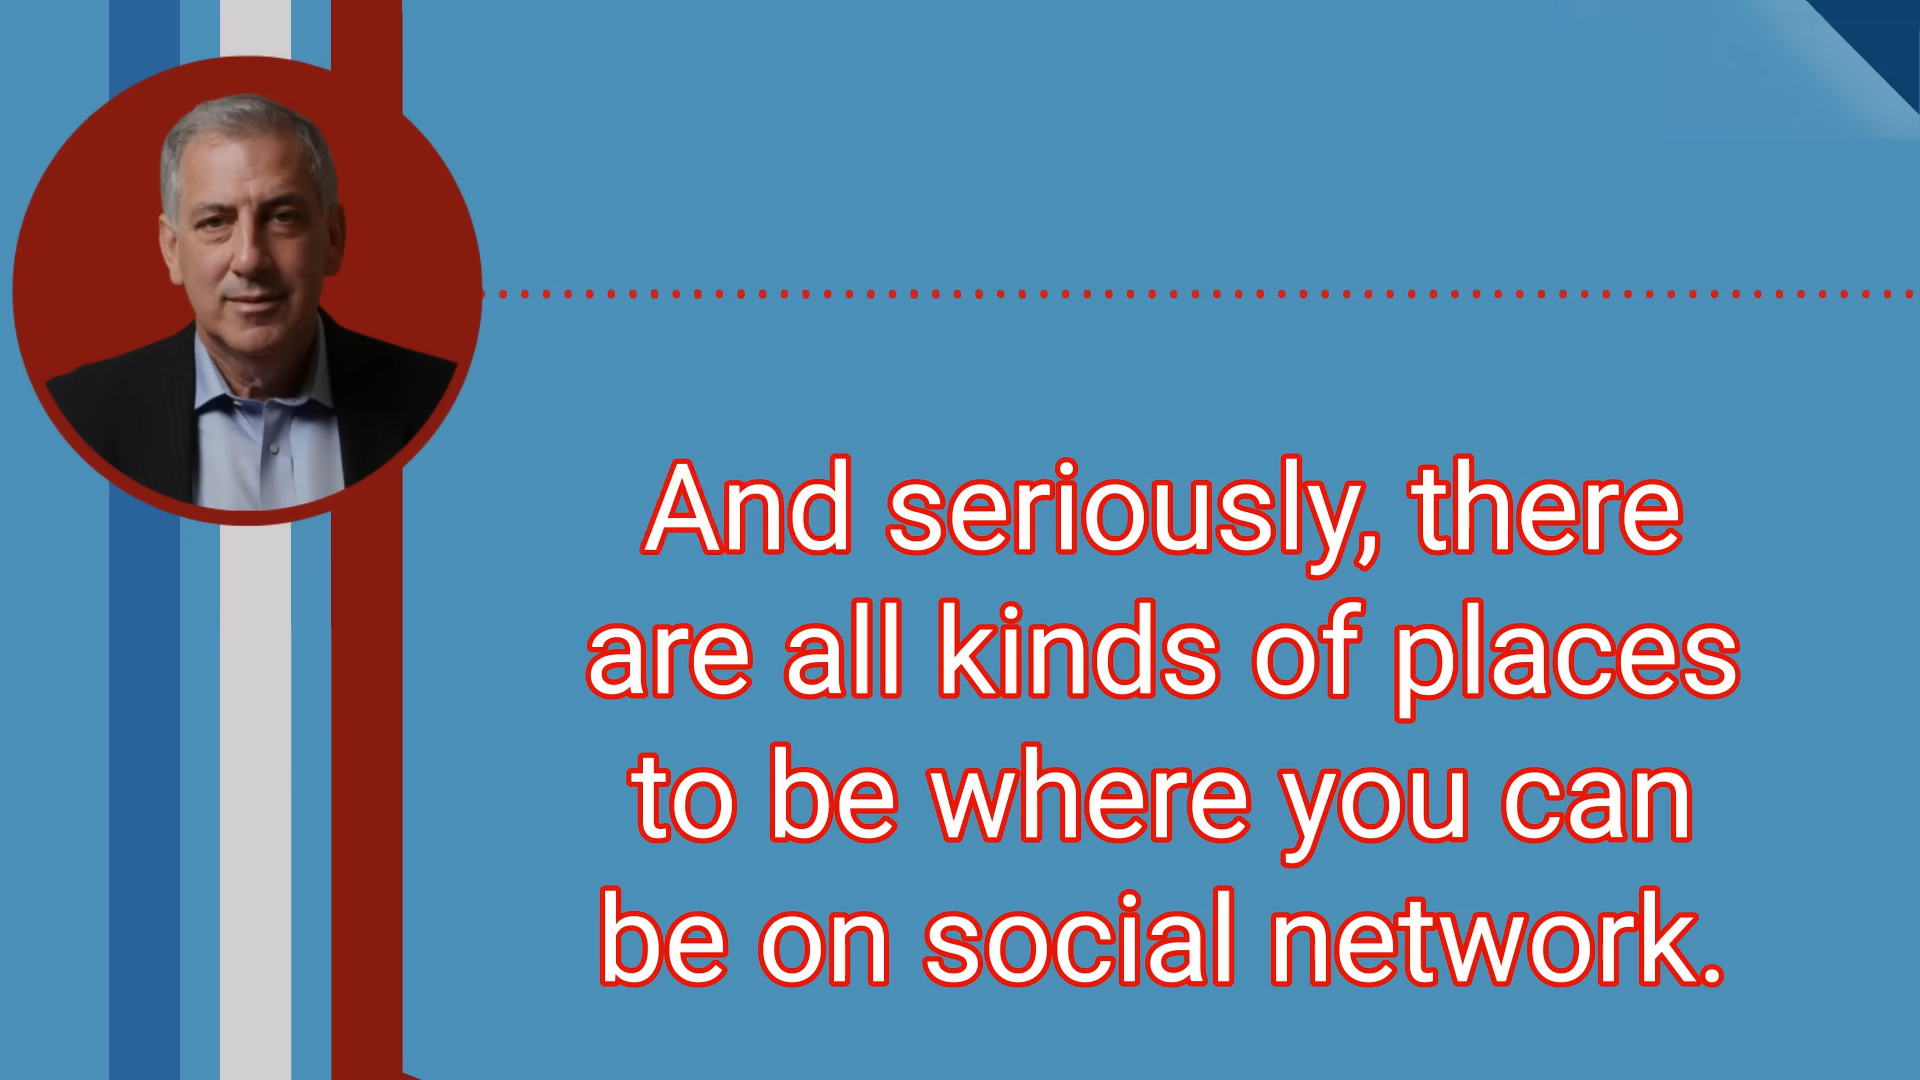 And seriously, there
are all kinds of places
to be where you can
be on social network.